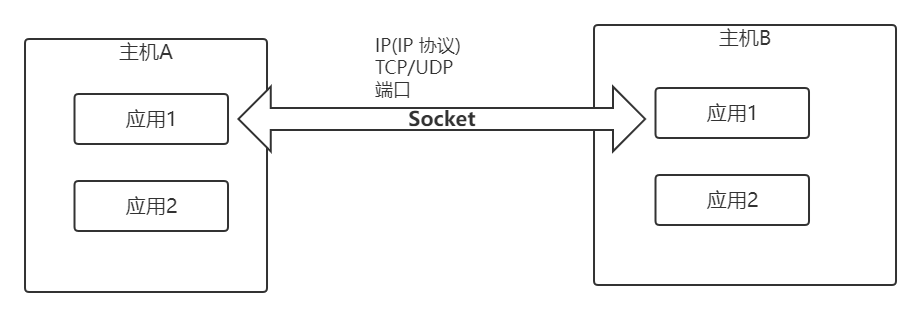 主机A
应用1
应用2
IP(IP 协议)
TCP/UDP
端口
Socket
主机B
应用1
应用2